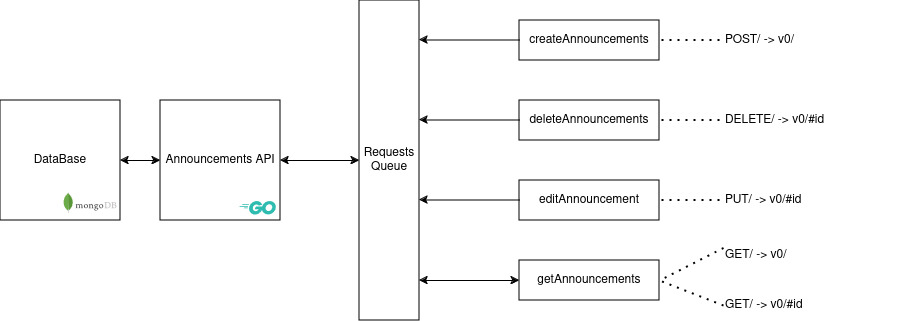 createAnnouncements
POST/ -> v0/
deleteAnnouncements
DELETE/ -> v0/#id
DataBase
mongoDB
Announcements API
GO
Requests
Queue
editAnnouncement
PUT/ -> v0/#id
getAnnouncements
GET/ -> v0/
GET/ -> v0/#id